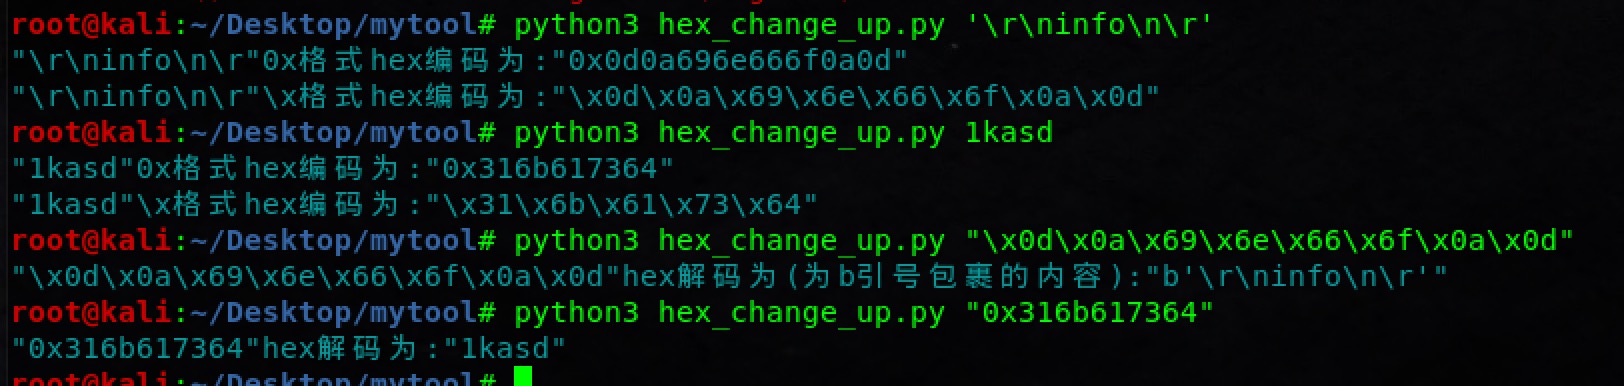 root@kali:~/Desktop/mytool# python3 hex_change_up.py '\r\ninfo\n\r'
"\r\ninfo\n\r"0x格式hex编码为:"0x0d0a696e666f0a0d"
"\r\ninfo\n\r"\x格式hex编码为:"\x0d\x0a\x69\x6e\x66\x6f\x0a\x0d"
root@kali:~/Desktop/mytool# python3 hex_change_up.py 1kasd
"1kasd"0x格式hex编码为:"0x316b617364"
"1kasd"\x格式hex编码为:"\x31\x6b\x61\x73\x64"
root@kali:~/Desktop/mytool# python3 hex_change_up.py "\x0d\x0a\x69\x6e\x66\x6f\x0a\x0d"
"\x0d\x0a\x69\x6e\x66\x6f\x0a\x0d"hex解码为(为b引号包裹的内容):"b'\r\ninfo\n\r'"
root@kali:~/Desktop/mytool# python3 hex_change_up.py "0x316b617364"
"0x316b617364"hex解码为:"1kasd"
root@kali:~/Desktop/mytool#